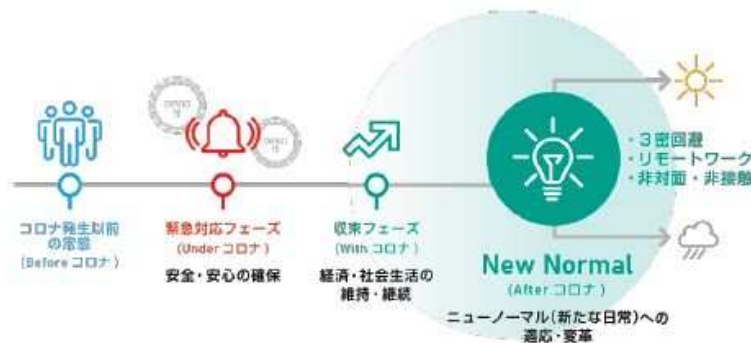 ・3密回避
・リモートワーク
・非対面・非接触
コロナ発生以前
の常態
(Before コロナ)
緊急対応フェーズ
(Under コロナ)
安全・安心の確保
収束フェーズ
(With コロナ)
経済・社会生活の
維持・継続
New Normal
(After コロナ)
ニューノーマル(新たな日常)への
適応・変革